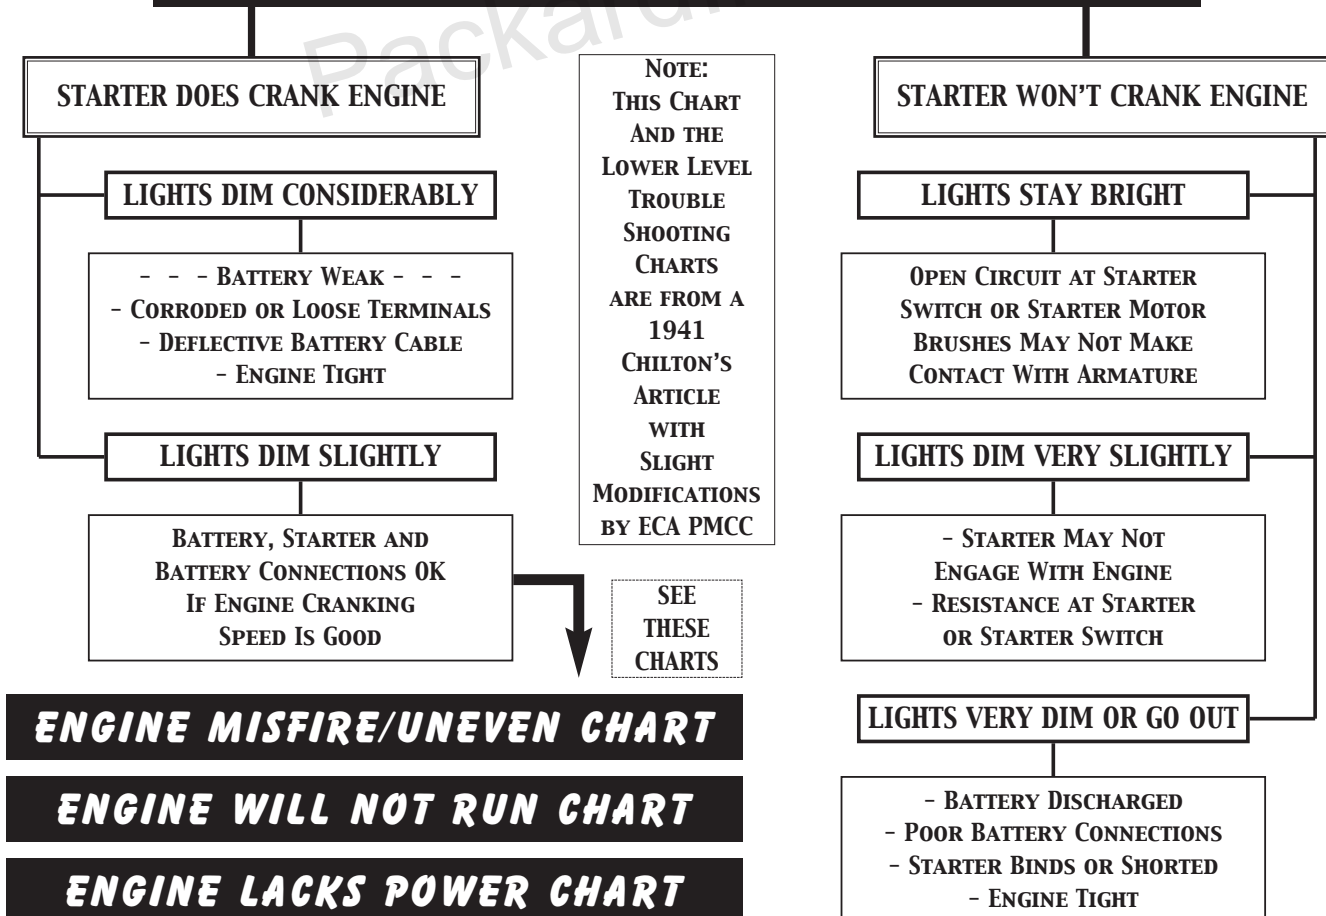 Packard
STARTER DOES CRANK ENGINE
LIGHTS DIM CONSIDERABLY
– – – BATTERY WEAK – – –
– CORRODED OR LOOSE TERMINALS
– DEFLECTIVE BATTERY CABLE
– ENGINE TIGHT
LIGHTS DIM SLIGHTLY
BATTERY, STARTER AND
BATTERY CONNECTIONS OK
IF ENGINE CRANKING
SPEED IS GOOD
NOTE:
THIS CHART
AND THE
LOWER LEVEL
TROUBLE
SHOOTING
CHARTS
ARE FROM A
1941
CHILTON'S
ARTICLE
WITH
SLIGHT
MODIFICATIONS
BY ECA PMCC
SEE
THESE
CHARTS
ENGINE MISFIRE/UNEVEN CHART
ENGINE WILL NOT RUN CHART
ENGINE LACKS POWER CHART
STARTER WON'T CRANK ENGINE
LIGHTS STAY BRIGHT
OPEN CIRCUIT AT STARTER
SWITCH OR STARTER MOTOR
BRUSHES MAY NOT MAKE
CONTACT WITH ARMATURE
LIGHTS DIM VERY SLIGHTLY
– STARTER MAY NOT
ENGAGE WITH ENGINE
– RESISTANCE AT STARTER
OR STARTER SWITCH
LIGHTS VERY DIM OR GO OUT
– BATTERY DISCHARGED
– POOR BATTERY CONNECTIONS
– STARTER BINDS OR SHORTED
– ENGINE TIGHT